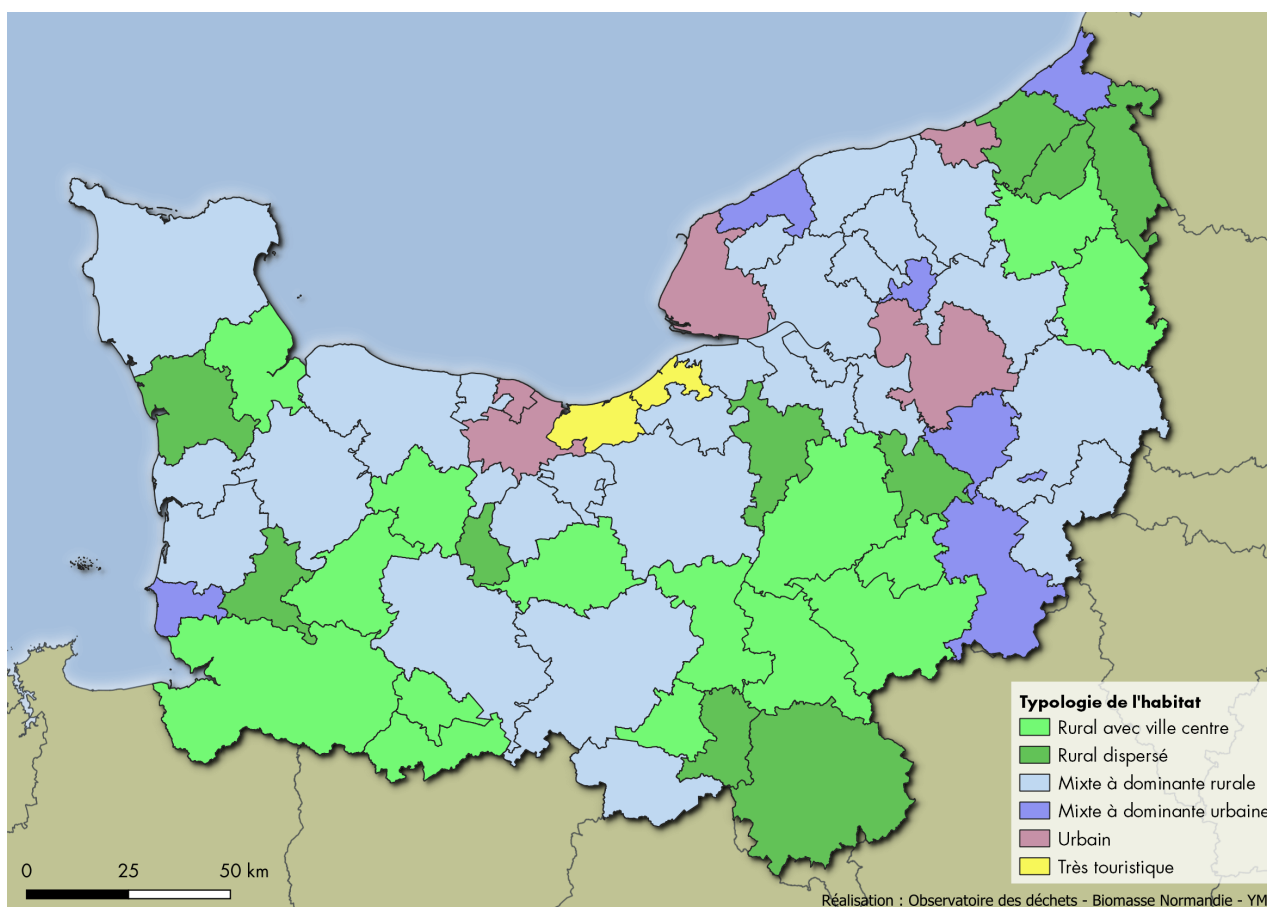 Typologie de l'habitat
Rural avec ville centre
Rural dispersé
Mixte à dominante rurale
Mixte à dominante urbaine
Urbain
Très touristique
0 25 50 km
Réalisation : Observatoire des déchets - Biomasse Normandie - YM